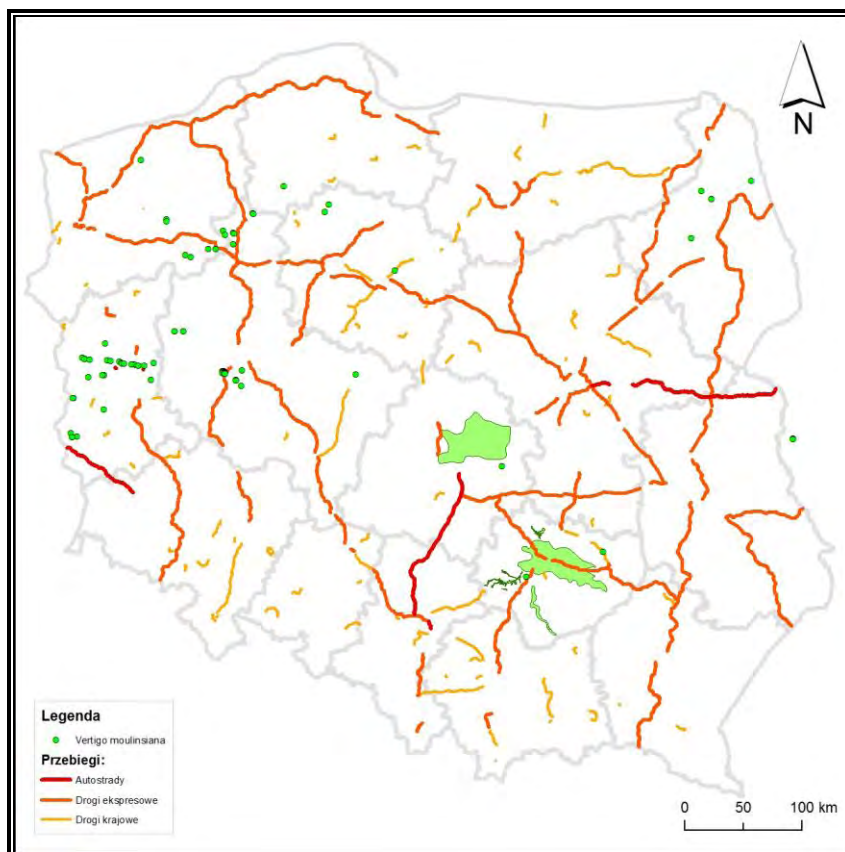 N
Legenda
Vertigo moulinsiana
Przebiegi:
Autostrady
Drogi ekspresowe
Drogi krajowe
0 50 100 km